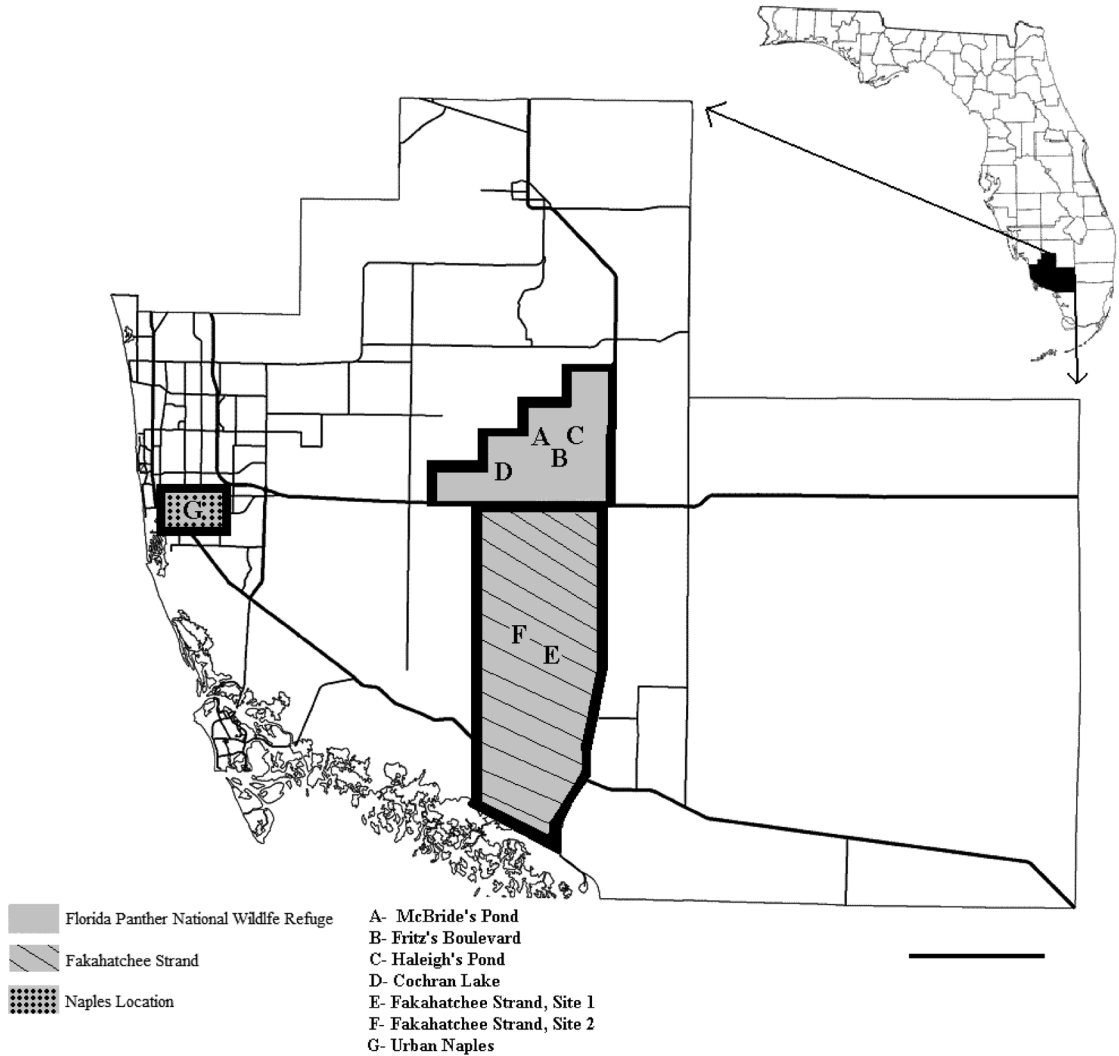 A C
B
D
G
F
E
Florida Panther National Wildlfe Refuge
Fakahatchee Strand
Naples Location
A- McBride's Pond
B- Fritz's Boulevard
C- Haleigh's Pond
D- Cochran Lake
E- Fakahatchee Strand, Site 1
F- Fakahatchee Strand, Site 2
G- Urban Naples